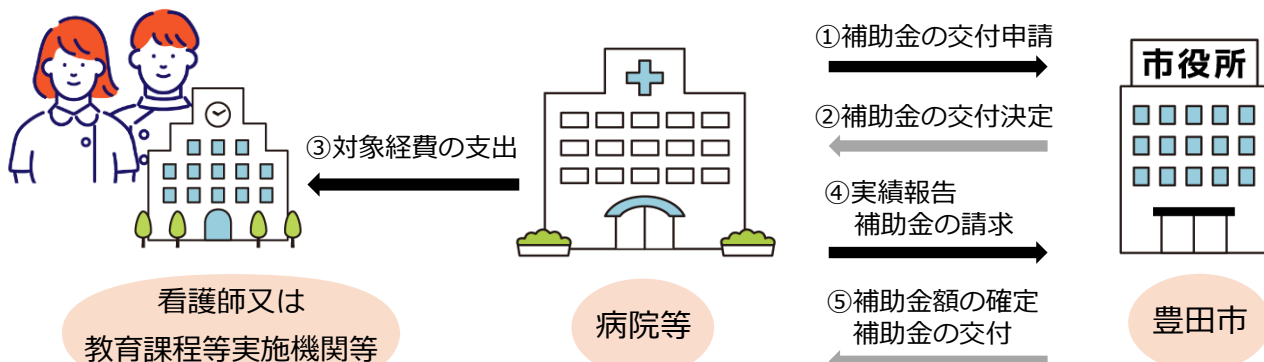 ①補助金の交付申請
市役所
②補助金の交付決定
③対象経費の支出
④実績報告
補助金の請求
看護師又は
教育課程等実施機関等
病院等
⑤補助金額の確定
補助金の交付
豊田市